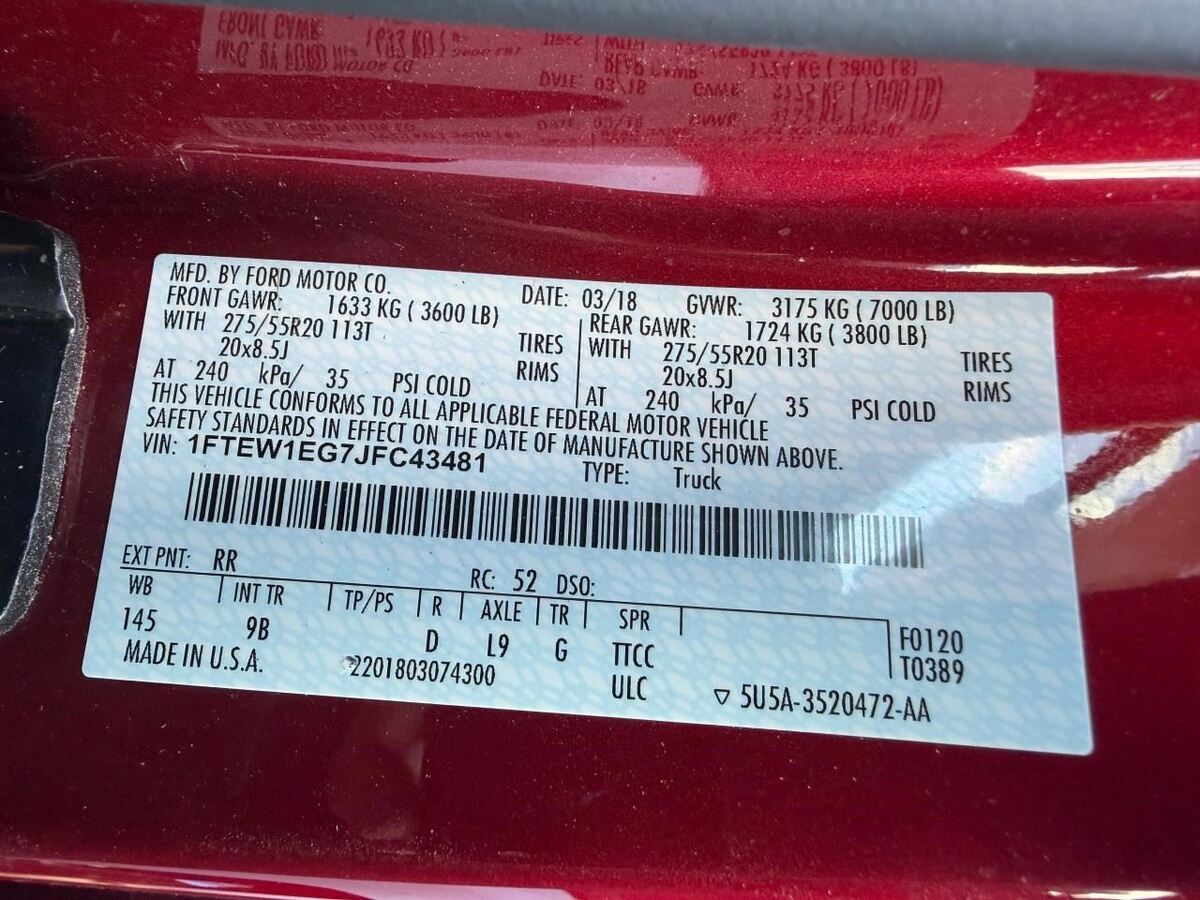 MFD. BY FORD MOTOR CO. DATE: 03/18 GVWR: 3175 KG ( 7000 LB)
FRONT GAWR: 1633 KG ( 3600 LB) REAR GAWR: 1724 KG ( 3800 LB)
WITH 275/55R20 113T TIRES WITH 275/55R20 113T TIRES
20x8.5J RIMS 20x8.5J RIMS
AT 240 kPa/ 35 PSI COLD AT 240 kPa/ 35 PSI COLD
THIS VEHICLE CONFORMS TO ALL APPLICABLE FEDERAL MOTOR VEHICLE
SAFETY STANDARDS IN EFFECT ON THE DATE OF MANUFACTURE SHOWN ABOVE.
VIN: 1FTEW1EG7JFC43481 TYPE: Truck
EXT PNT: RR RC: 52 DSO:
WB INT TR TP/PS R AXLE TR SPR
145 9B D L9 G TTCC F0120
T0389
MADE IN U.S.A. 2201803074300 ULC ▽ 5U5A-3520472-AA